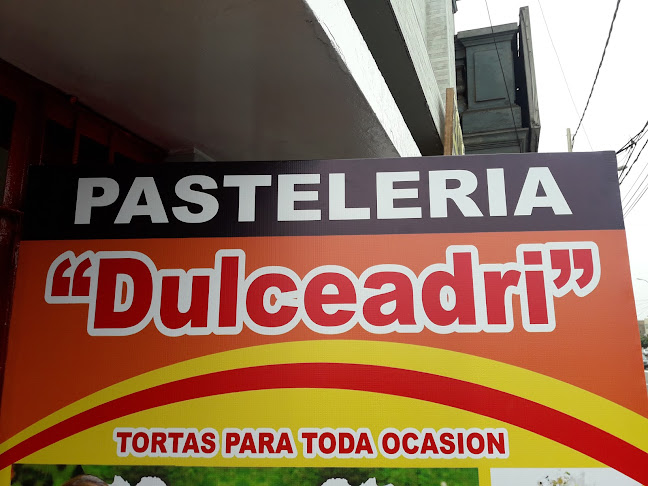 PASTELERIA
“Dulceadri”
TORTAS PARA TODA OCASION